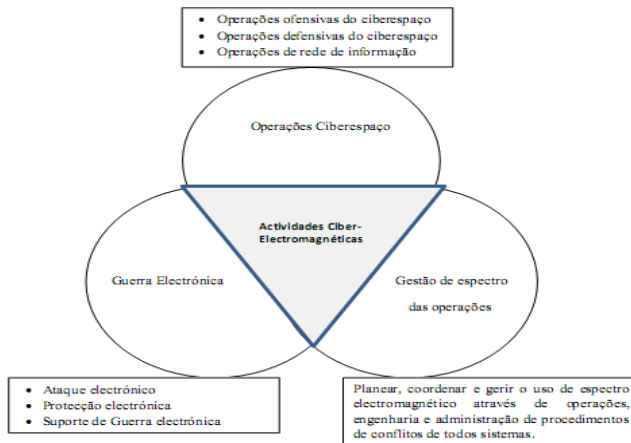 • Operações ofensivas do ciberespaço
• Operações defensivas do ciberespaço
• Operações de rede de informação
Operações Ciberespaço
Actividades Ciber-
Electromagnéticas
Guerra Electrónica
Gestão de espectro
das operações
• Ataque electrónico
• Protecção electrónica
• Suporte de Guerra electrónica
Planear, coordenar e gerir o uso de espectro
electromagnético através de operações,
engenharia e administração de procedimentos
de conflitos de todos sistemas.